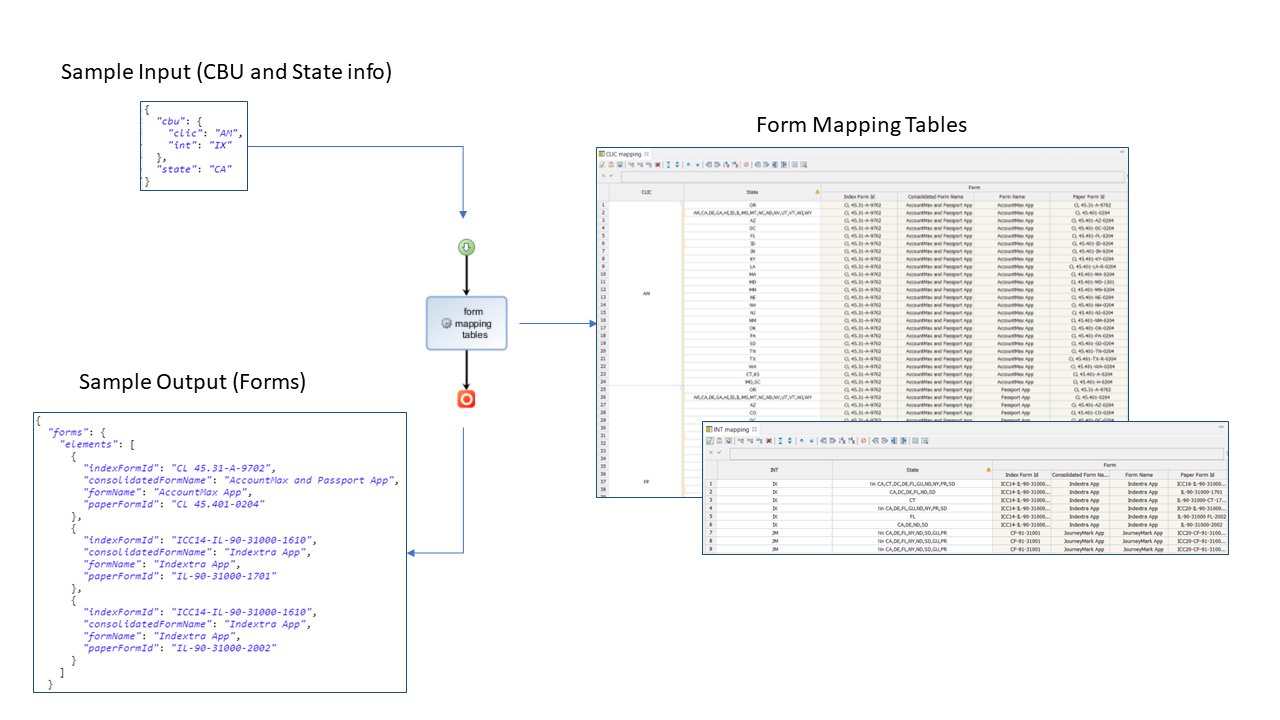 Sample Input (CBU and State info)
{
"cbu": {
"clic": "AM",
"int": "IX"
},
"state": "CA"
}
Form Mapping Tables
form
mapping
tables
Sample Output (Forms)
{
"forms": {
"elements": [
{
"indexFormId": "CL 45.31-A-9702",
"consolidatedFormName": "AccountMax and Passport App",
"formName": "AccountMax App",
"paperFormId": "CL 45.401-0204"
},
{
"indexFormId": "ICC14-IL-90-31000-1610",
"consolidatedFormName": "Indextra App",
"formName": "Indextra App",
"paperFormId": "IL-90-31000-1701"
},
{
"indexFormId": "ICC14-IL-90-31000-1610",
"consolidatedFormName": "Indextra App",
"formName": "Indextra App",
"paperFormId": "IL-90-31000-2002"
}
]
}
CLIC mapping
CLIC State Form
Index Form Id Consolidated Form Name Form Name Paper Form Id
1 OR CL 45.31-A-9702 AccountMax and Passport App AccountMax App CL 45.31-A-9702
2 CL 45.31-A-9702 AccountMax and Passport App AccountMax App CL 45.401-0204
3 AZ CL 45.31-A-9702 AccountMax and Passport App AccountMax App CL 45.401-AZ-0204
4 DC CL 45.31-A-9702 AccountMax and Passport App AccountMax App CL 45.401-DC-0204
5 FL CL 45.31-A-9702 AccountMax and Passport App AccountMax App CL 45.401-FL-0204
6 ID CL 45.31-A-9702 AccountMax and Passport App AccountMax App CL 45.401-ID-0204
7 IN CL 45.31-A-9702 AccountMax and Passport App AccountMax App CL 45.401-IN-0204
8 KY CL 45.31-A-9702 AccountMax and Passport App AccountMax App CL 45.401-KY-0204
9 LA CL 45.31-A-9702 AccountMax and Passport App AccountMax App CL 45.401-LA-R-0204
10 MA CL 45.31-A-9702 AccountMax and Passport App AccountMax App CL 45.401-MA-0204
11 MD CL 45.31-A-9702 AccountMax and Passport App AccountMax App CL 45.401-MD-1301
12 MN CL 45.31-A-9702 AccountMax and Passport App AccountMax App CL 45.401-MN-0204
AM
13 NE CL 45.31-A-9702 AccountMax and Passport App AccountMax App CL 45.401-NE-0204
14 NH CL 45.31-A-9702 AccountMax and Passport App AccountMax App CL 45.401-NH-0204
15 NJ CL 45.31-A-9702 AccountMax and Passport App AccountMax App CL 45.401-NJ-0204
16 NM CL 45.31-A-9702 AccountMax and Passport App AccountMax App CL 45.401-NM-0204
17 OK CL 45.31-A-9702 AccountMax and Passport App AccountMax App CL 45.401-OK-0204
18 PA CL 45.31-A-9702 AccountMax and Passport App AccountMax App CL 45.401-PA-0204
19 SD CL 45.31-A-9702 AccountMax and Passport App AccountMax App CL 45.401-SD-0204
20 TN CL 45.31-A-9702 AccountMax and Passport App AccountMax App CL 45.401-TN-0204
21 TX CL 45.31-A-9702 AccountMax and Passport App AccountMax App CL 45.401-TX-R-0204
22 WA CL 45.31-A-9702 AccountMax and Passport App AccountMax App CL 45.401-WA-0204
23 CT,KS CL 45.31-A-9702 AccountMax and Passport App AccountMax App CL 45.401-A-0204
24 MO,SC CL 45.31-A-9702 AccountMax and Passport App AccountMax App CL 45.401-H-0204
25 OR CL 45.31-A-9702 AccountMax and Passport App Passport App CL 45.31-A-9702
26 CL 45.31-A-9702 AccountMax and Passport App Passport App CL 45.401-0204
27 AZ CL 45.31-A-9702 AccountMax and Passport App Passport App CL 45.401-AZ-0204
28 CO CL 45.31-A-9702 AccountMax and Passport App Passport App CL 45.401-CO-0204
29
30
31
32
33
34
35
36
37 FP
38
INT mapping
INT State Form
Index Form Id Consolidated Form Na... Form Name Paper Form Id
1 IX !in CA,CT,DC,DE,FL,GU,ND,NY,PR,SD ICC14-IL-90-31000... Indextra App Indextra App ICC16-IL-90-31000...
2 IX CA,DC,DE,FL,ND,SD ICC14-IL-90-31000... Indextra App Indextra App IL-90-31000-1701
3 IX CT ICC14-IL-90-31000... Indextra App Indextra App IL-90-31000-CT-17...
4 IX !in CA,DE,FL,GU,ND,NY,PR,SD ICC14-IL-90-31000... Indextra App Indextra App ICC20-IL-90-31000...
5 IX FL ICC14-IL-90-31000... Indextra App Indextra App IL-90-31000 FL-2002
6 IX CA,DE,ND,SD ICC14-IL-90-31000... Indextra App Indextra App IL-90-31000-2002
7 JM !in CA,DE,FL,NY,ND,SD,GU,PR CF-91-31001 JourneyMark App JourneyMark App ICC20-CF-91-3100...
8 JM !in CA,DE,FL,NY,ND,SD,GU,PR CF-91-31001 JourneyMark App JourneyMark App ICC20-CF-91-3100...
9 JM !in CA,DE,FL,NY,ND,SD,GU,PR CF-91-31001 JourneyMark App JourneyMark App ICC20-CF-91-3100...